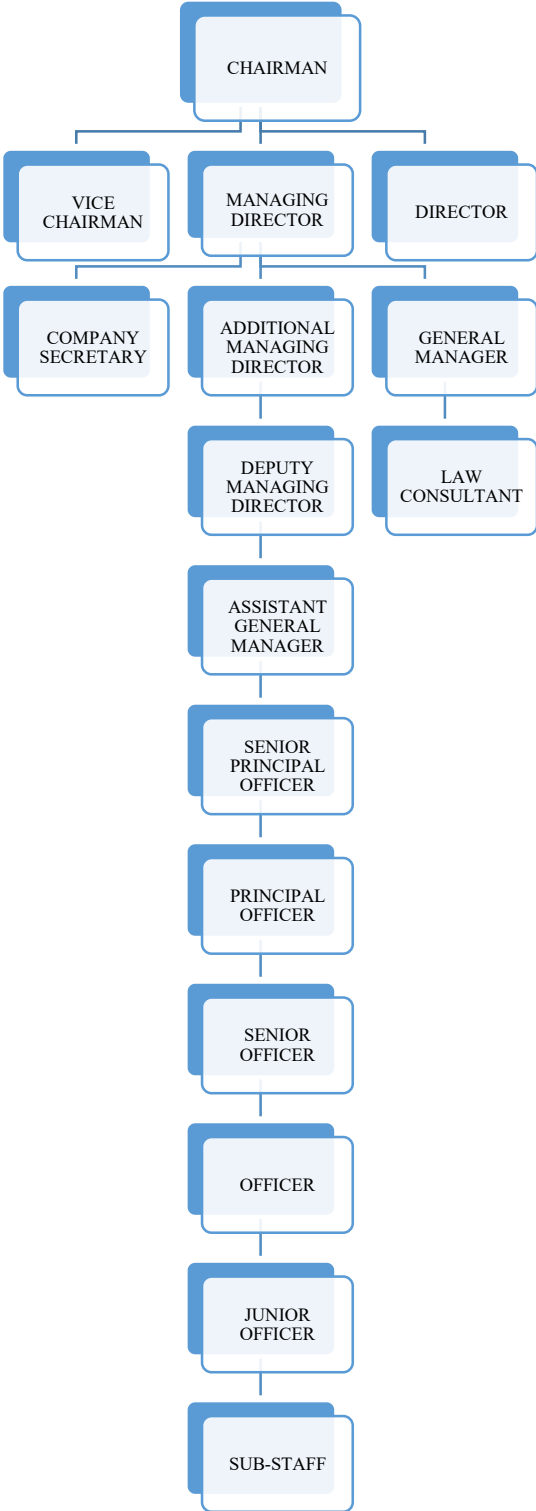 CHAIRMAN
VICE
CHAIRMAN
MANAGING
DIRECTOR
DIRECTOR
COMPANY
SECRETARY
ADDITIONAL
MANAGING
DIRECTOR
GENERAL
MANAGER
DEPUTY
MANAGING
DIRECTOR
LAW
CONSULTANT
ASSISTANT
GENERAL
MANAGER
SENIOR
PRINCIPAL
OFFICER
PRINCIPAL
OFFICER
SENIOR
OFFICER
OFFICER
JUNIOR
OFFICER
SUB-STAFF